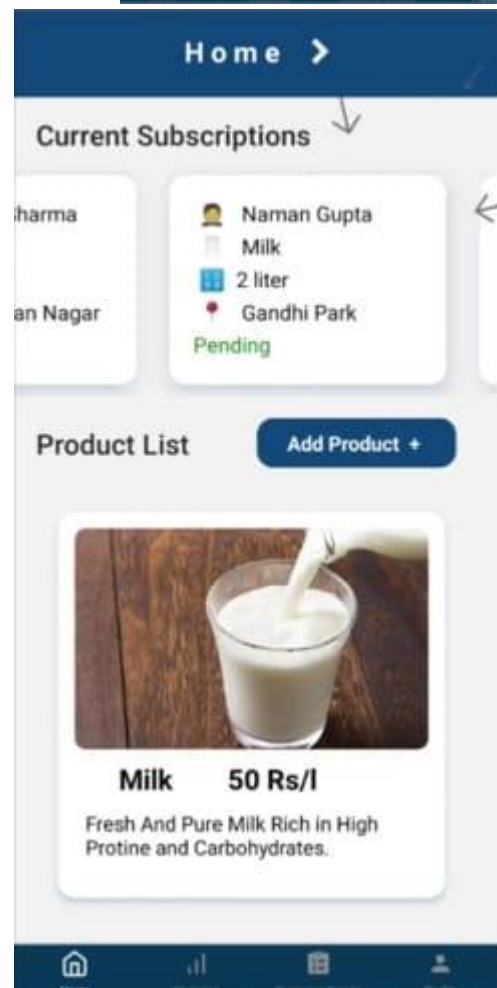 Home
Current Subscriptions
harma
an Nagar
Naman Gupta
Milk
2 liter
Gandhi Park
Pending
Product List
Add Product +
Milk 50 Rs/l
Fresh And Pure Milk Rich in High
Protine and Carbohydrates.